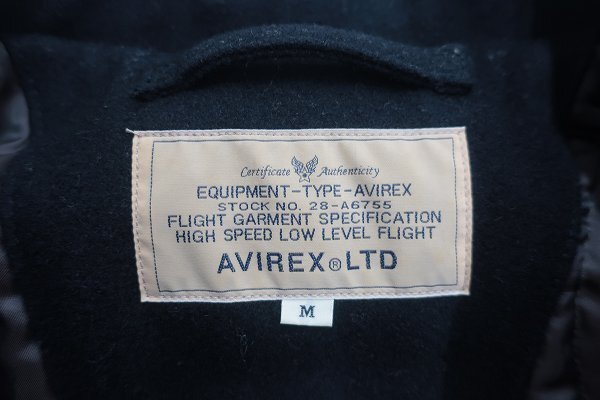 Certificate Authenticity
EQUIPMENT-TYPE-AVIREX
STOCK NO. 28-A6755
FLIGHT GARMENT SPECIFICATION
HIGH SPEED LOW LEVEL FLIGHT
AVIREX® LTD
M